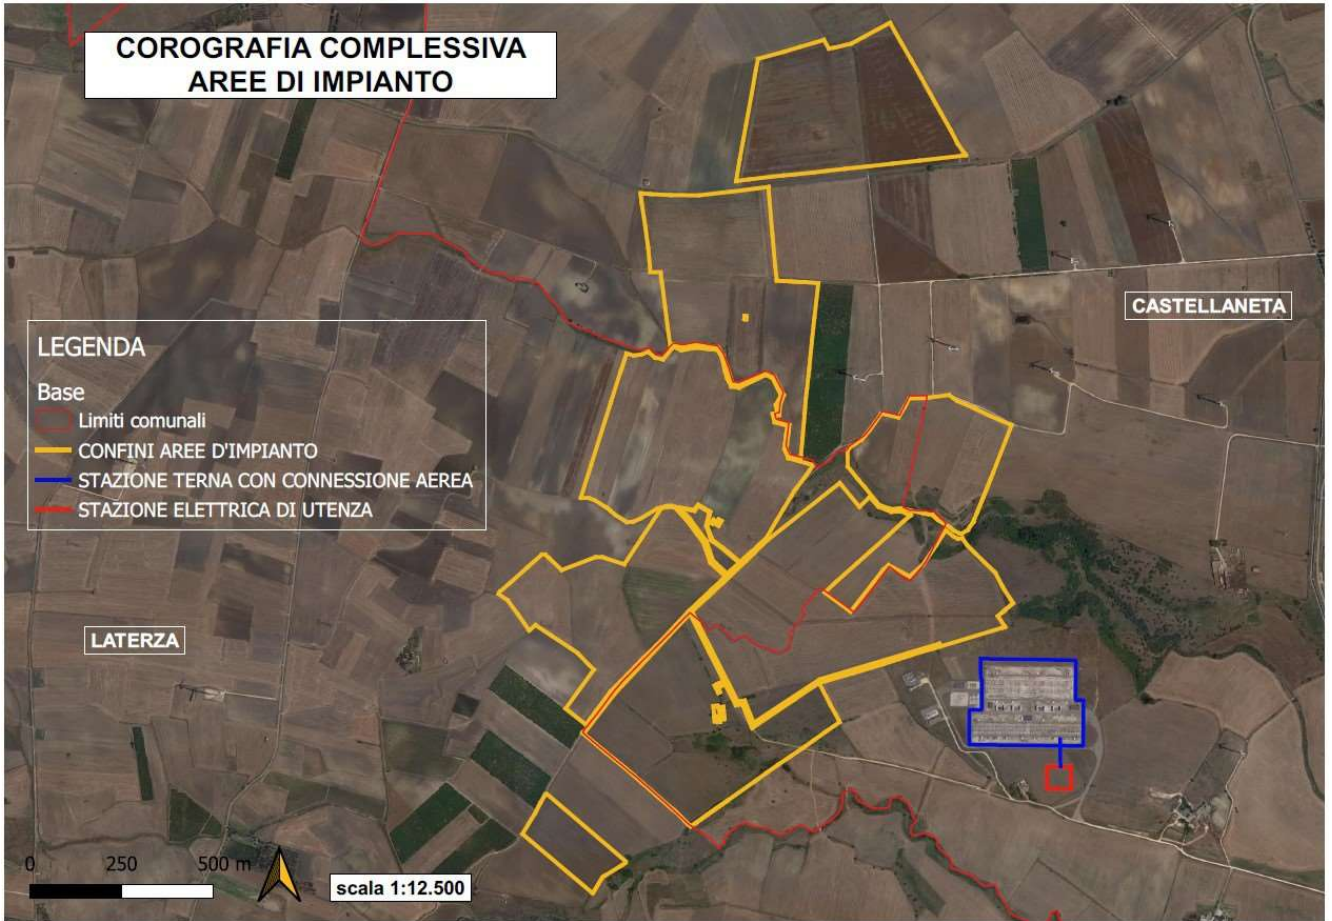 COROGRAFIA COMPLESSIVA
AREE DI IMPIANTO
CASTELLANETA
LEGENDA
Base
Limiti comunali
CONFINI AREE D'IMPIANTO
STAZIONE TERNA CON CONNESSIONE AEREA
STAZIONE ELETTRICA DI UTENZA
LATERZA
0 250 500 m
scala 1:12.500